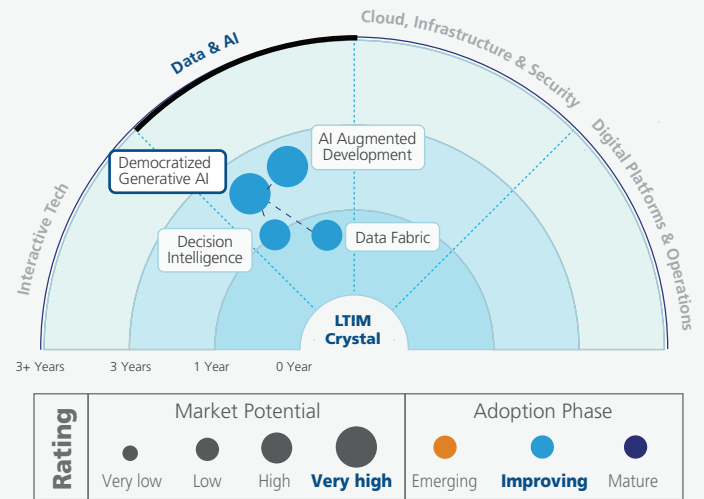 Cloud, Infrastructure & Security
Data & AI
Digital Platforms & Operations
Interactive Tech
AI Augmented
Development
Democratized
Generative AI
Decision
Intelligence
Data Fabric
LTIM
Crystal
3+ Years
3 Years
1 Year
0 Year
Rating
Market Potential
Very low
Low
High
Very high
Adoption Phase
Emerging
Improving
Mature